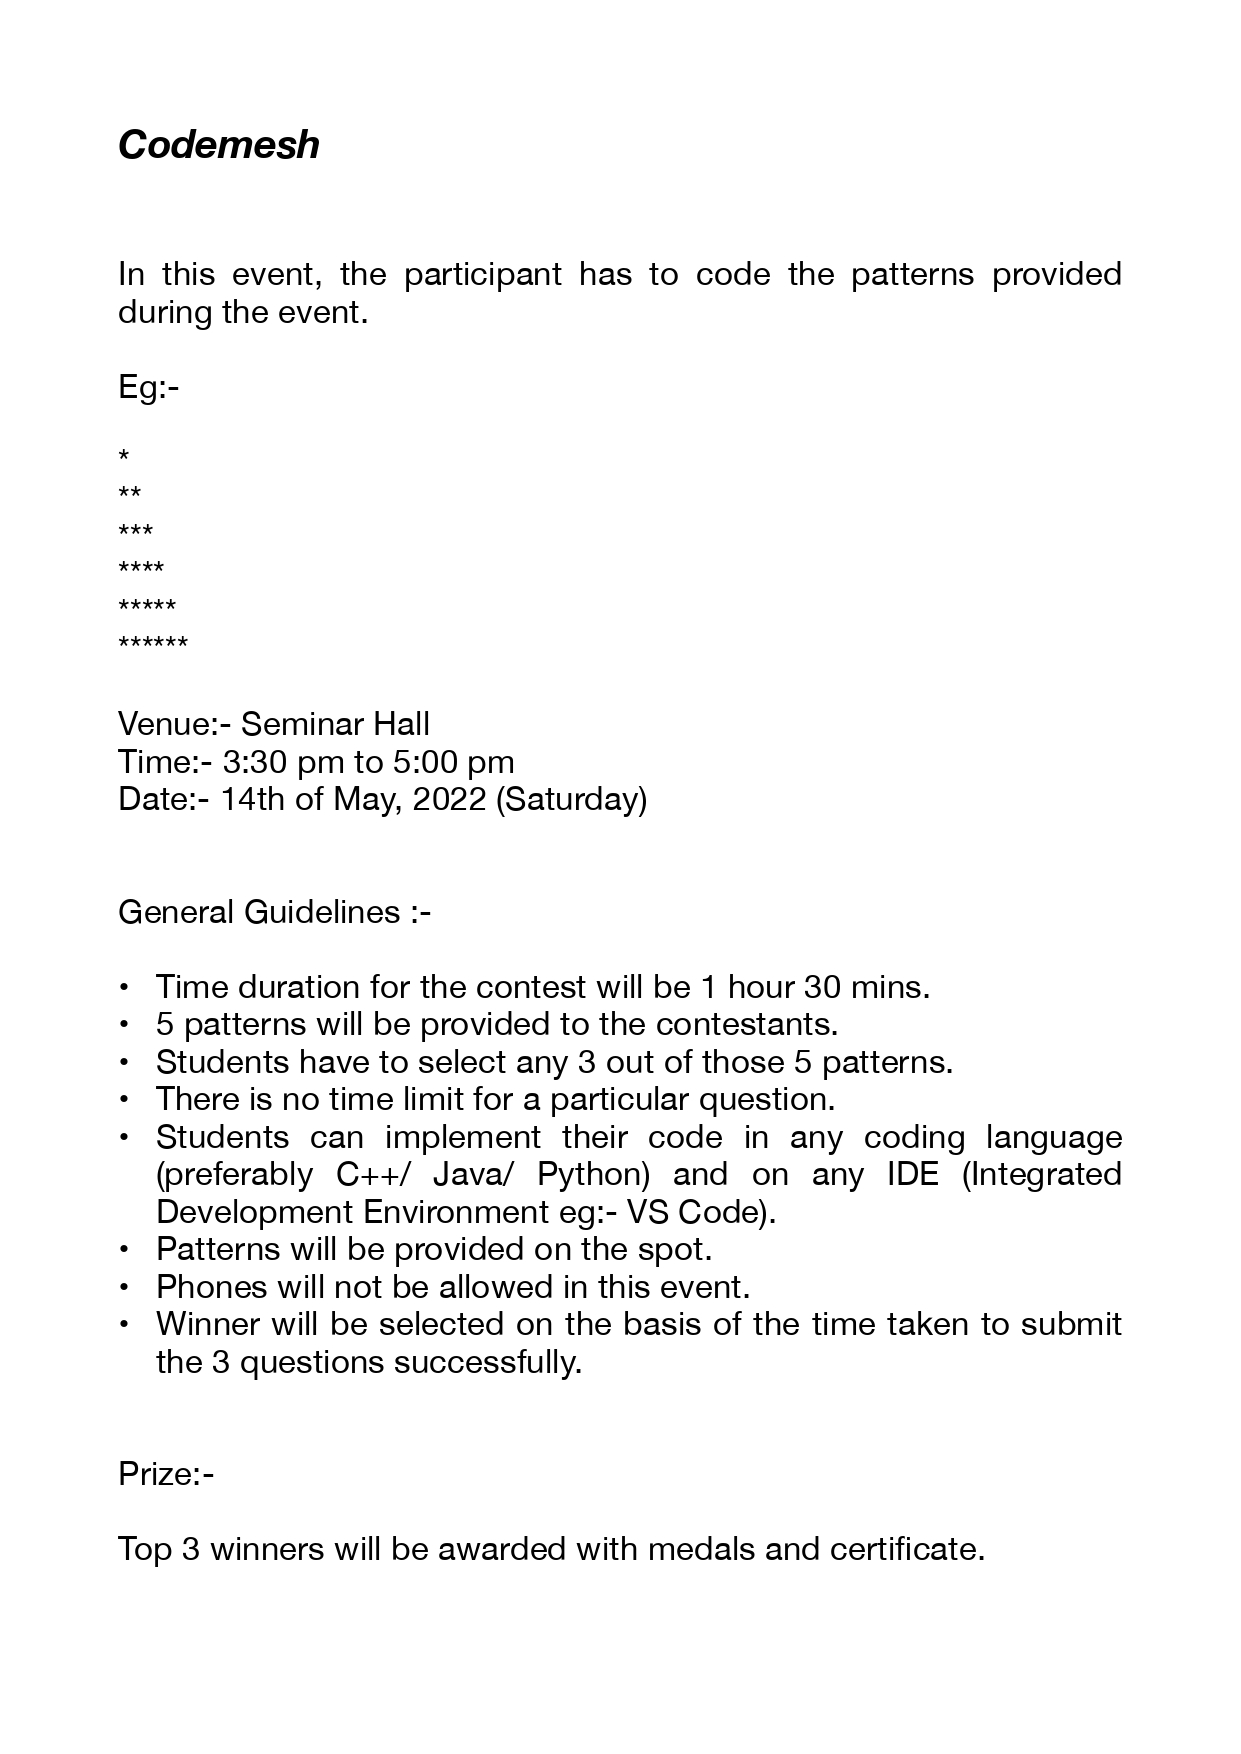 Codemesh
In this event, the participant has to code the patterns provided
during the event.
Eg:-
*
**
***
****
*****
******
Venue:- Seminar Hall
Time:- 3:30 pm to 5:00 pm
Date:- 14th of May, 2022 (Saturday)
General Guidelines :-
• Time duration for the contest will be 1 hour 30 mins.
• 5 patterns will be provided to the contestants.
• Students have to select any 3 out of those 5 patterns.
• There is no time limit for a particular question.
• Students can implement their code in any coding language
(preferably C++/ Java/ Python) and on any IDE (Integrated
Development Environment eg:- VS Code).
• Patterns will be provided on the spot.
• Phones will not be allowed in this event.
• Winner will be selected on the basis of the time taken to submit
the 3 questions successfully.
Prize:-
Top 3 winners will be awarded with medals and certificate.